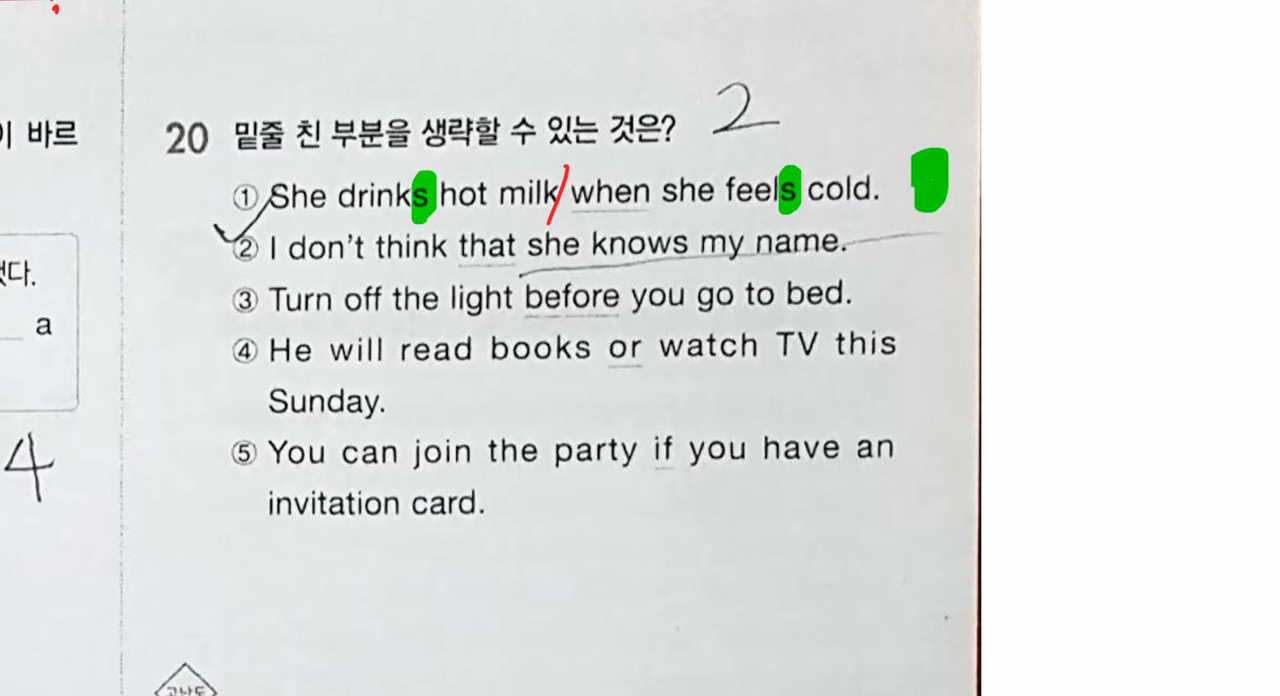 이 바르
다.
a
4
20 밑줄 친 부분을 생략할 수 있는 것은? 2
① She drinks hot milk when she feels cold.
② I don't think that she knows my name.
③ Turn off the light before you go to bed.
④ He will read books or watch TV this
Sunday.
⑤ You can join the party if you have an
invitation card.
고난도